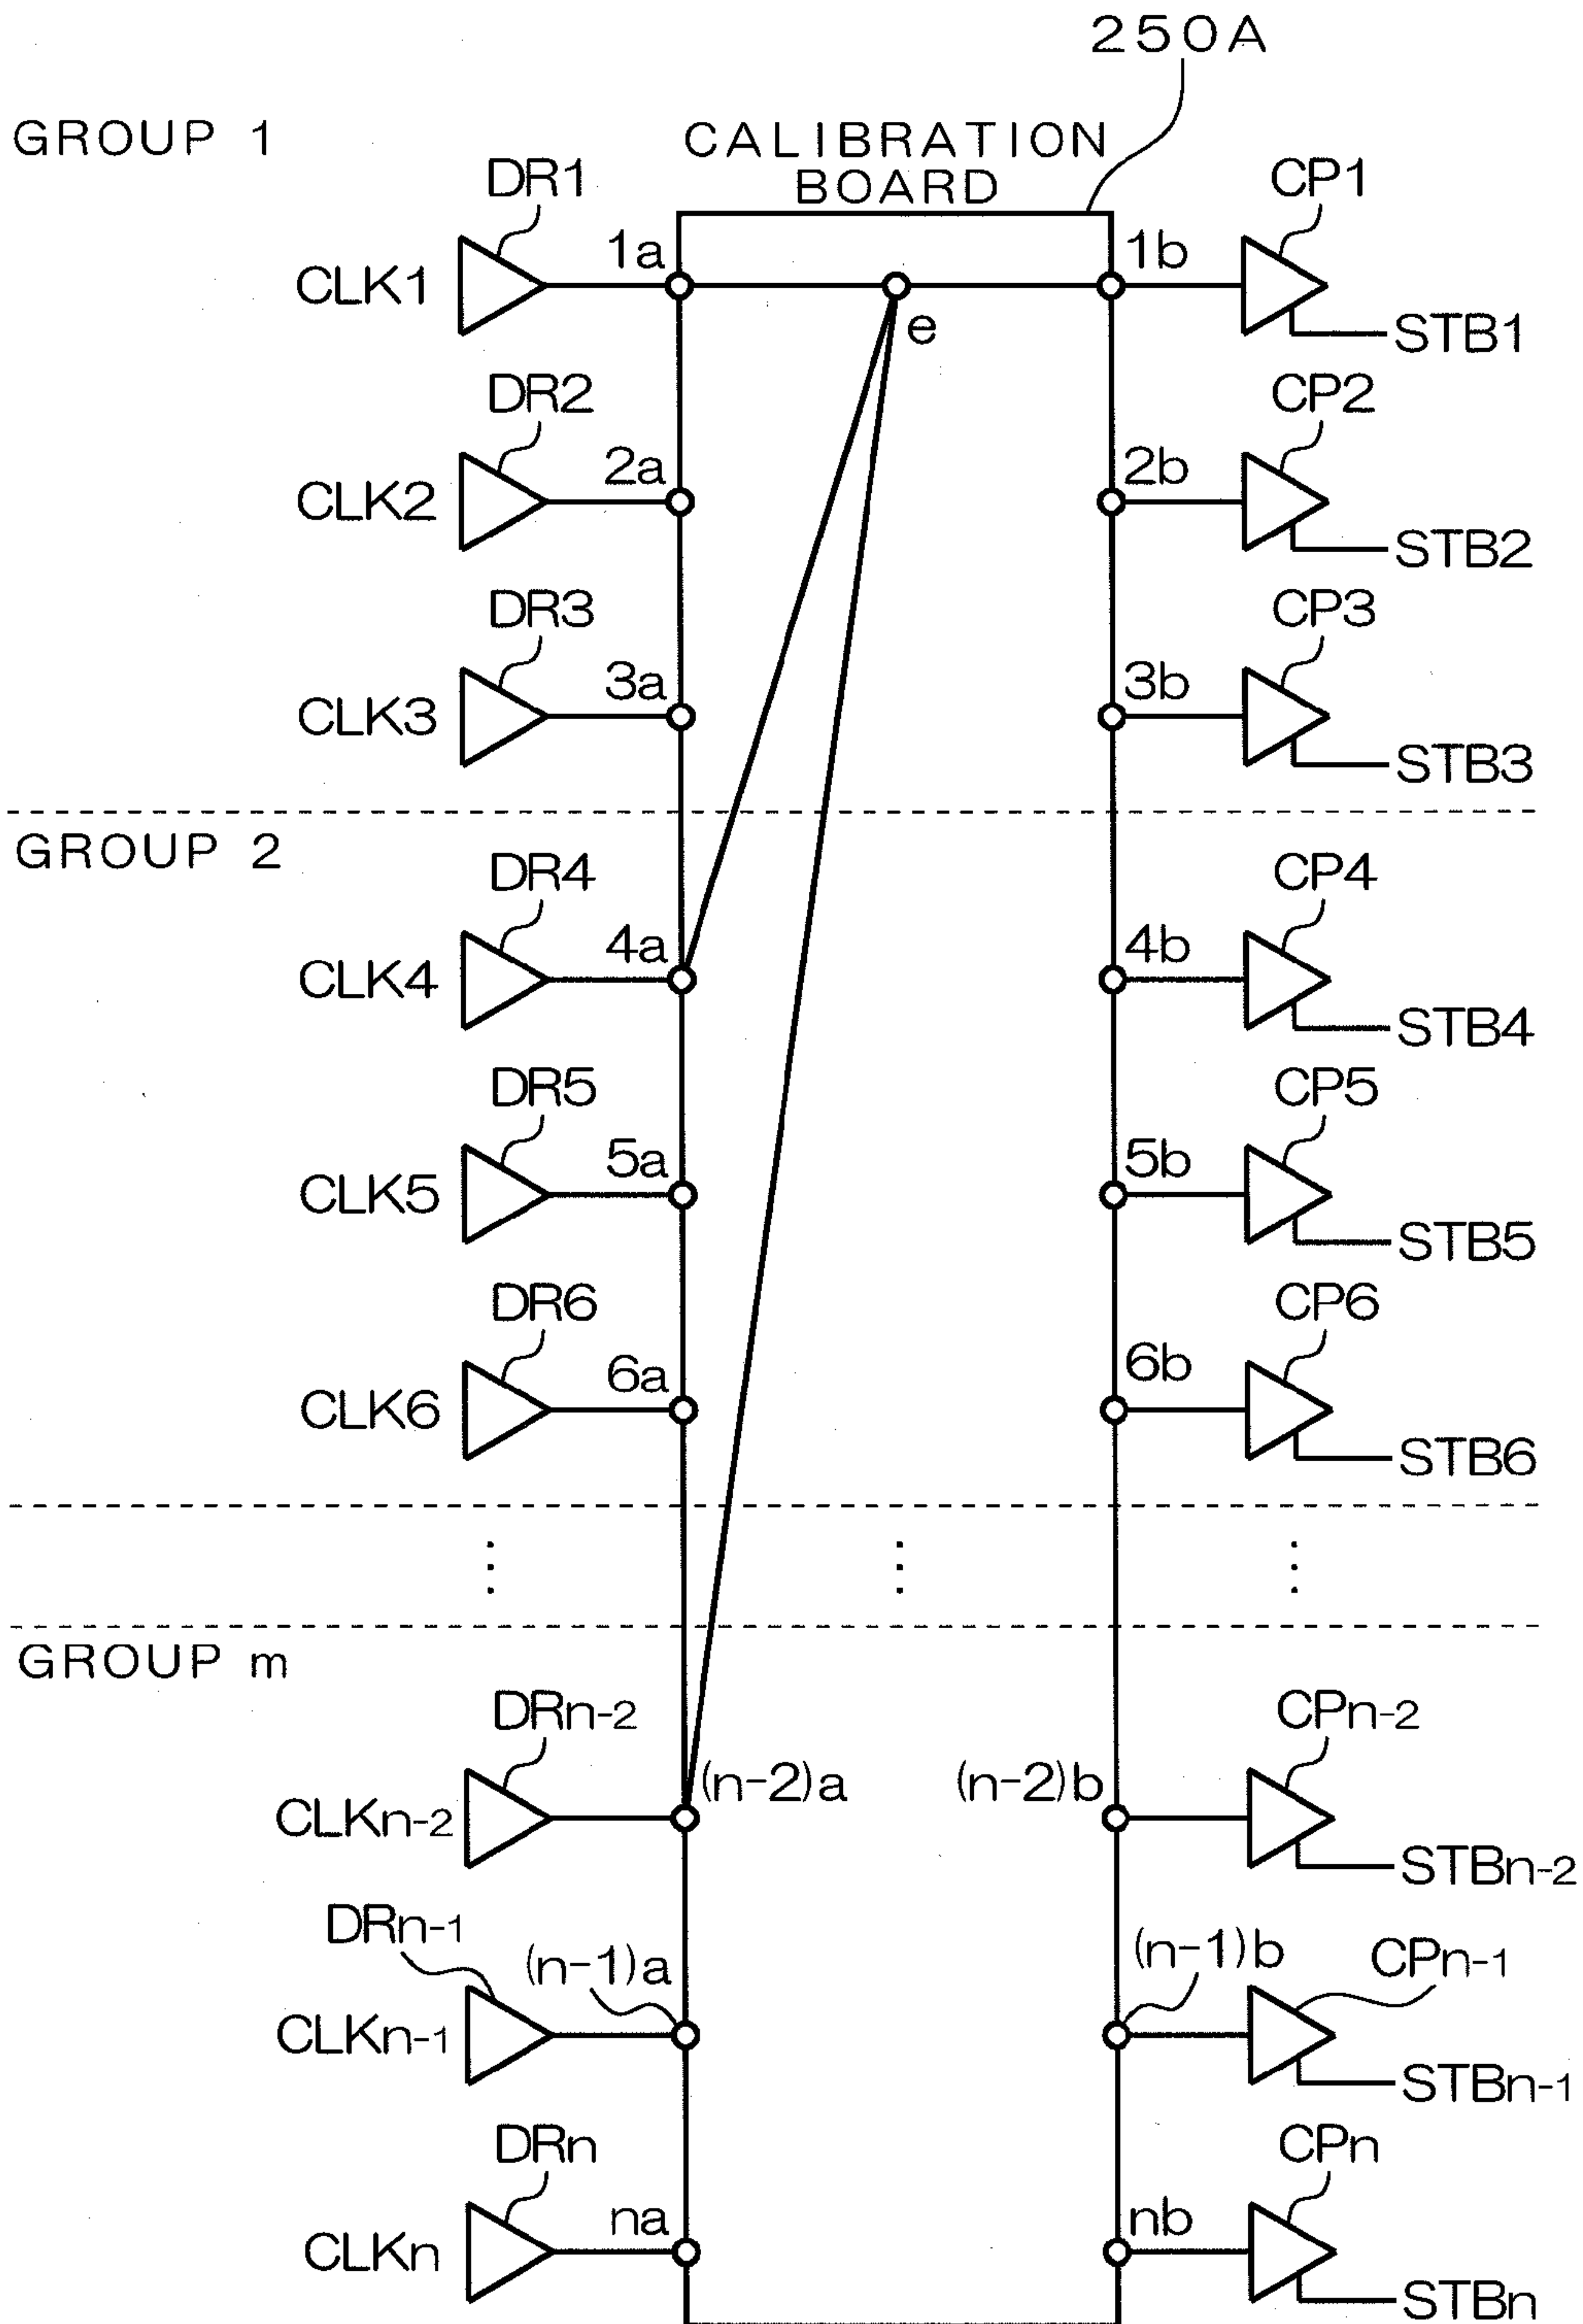 250A
GROUP 1
CALIBRATION
BOARD
DR1
CP1
1a
1b
CLK1
e
STB1
DR2
CP2
2a
2b
CLK2
STB2
DR3
CP3
3a
3b
CLK3
STB3
GROUP 2
DR4
CP4
4a
4b
CLK4
STB4
DR5
CP5
5a
5b
CLK5
STB5
DR6
CP6
6a
6b
CLK6
STB6
GROUP m
DRn-2
CPn-2
(n-2)a
(n-2)b
CLKn-2
STBn-2
DRn-1
(n-1)a
(n-1)b
CPn-1
CLKn-1
STBn-1
DRn
CPn
na
nb
CLKn
STBn